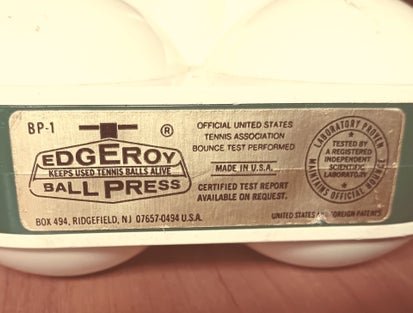 BP-1
®
EDGEROY
KEEPS USED TENNIS BALLS ALIVE
BALL PRESS
BOX 494, RIDGEFIELD, NJ 07657-0494 U.S.A.
OFFICIAL UNITED STATES
TENNIS ASSOCIATION
BOUNCE TEST PERFORMED
MADE IN U.S.A.
CERTIFIED TEST REPORT
AVAILABLE ON REQUEST.
LABORATORY PROVEN
TESTED BY
A REGISTERED
INDEPENDENT
SCIENTIFIC
LABORATORY
MAINTAINS OFFICIAL BOUNCE
UNITED STATES FOREIGN PATENTS